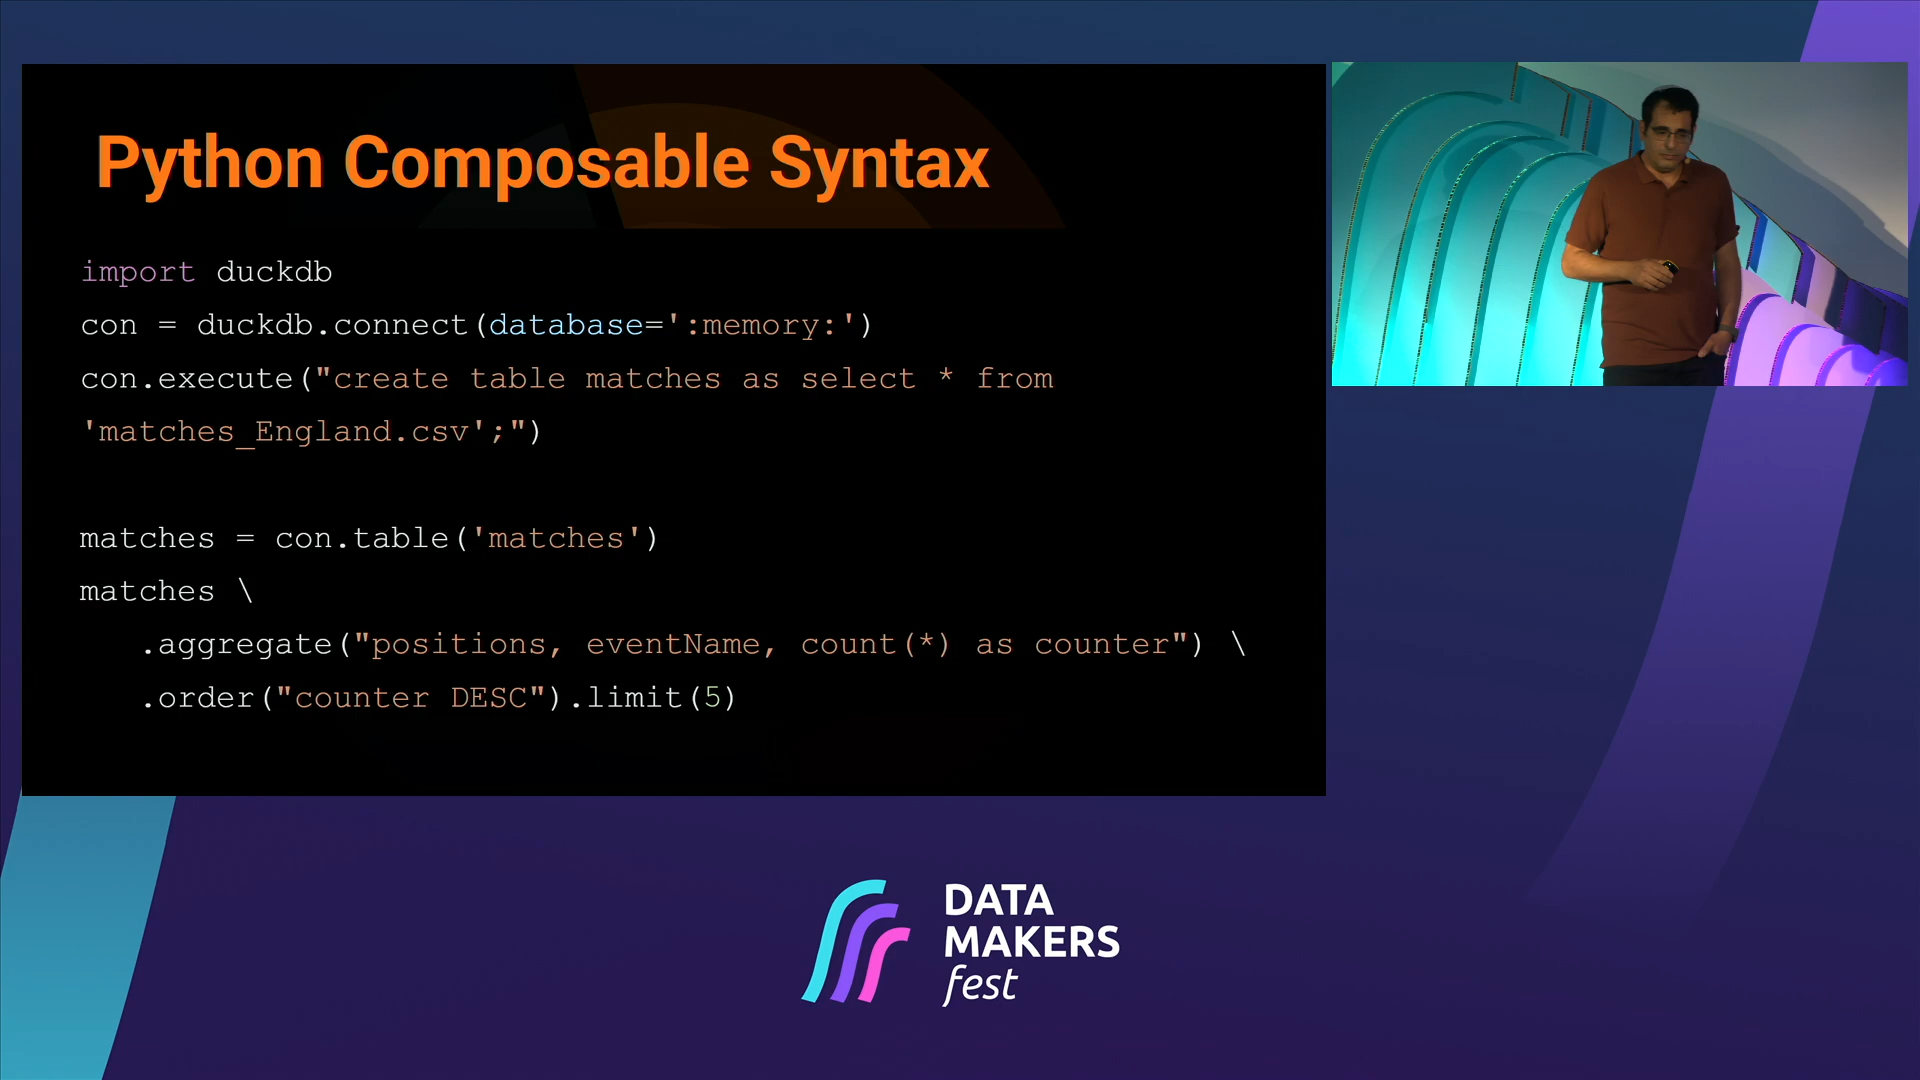 Python Composable Syntax
import duckdb
con = duckdb.connect(database=':memory:')
con.execute("create table matches as select * from
'matches_England.csv';")
matches = con.table('matches')
matches \
.aggregate("positions, eventName, count(*) as counter") \
.order("counter DESC").limit(5)
DATA
MAKERS
fest